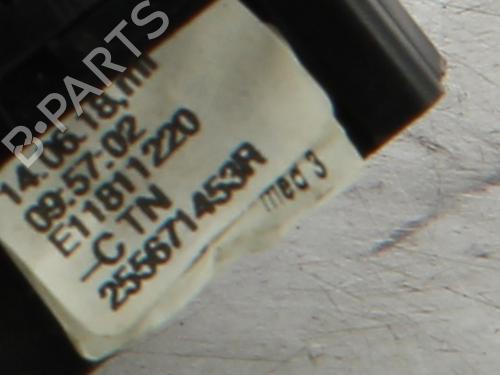 B-PARTS
14.06.18,mi
09:57-02
E11811220
-C TN
255671453R
med 3